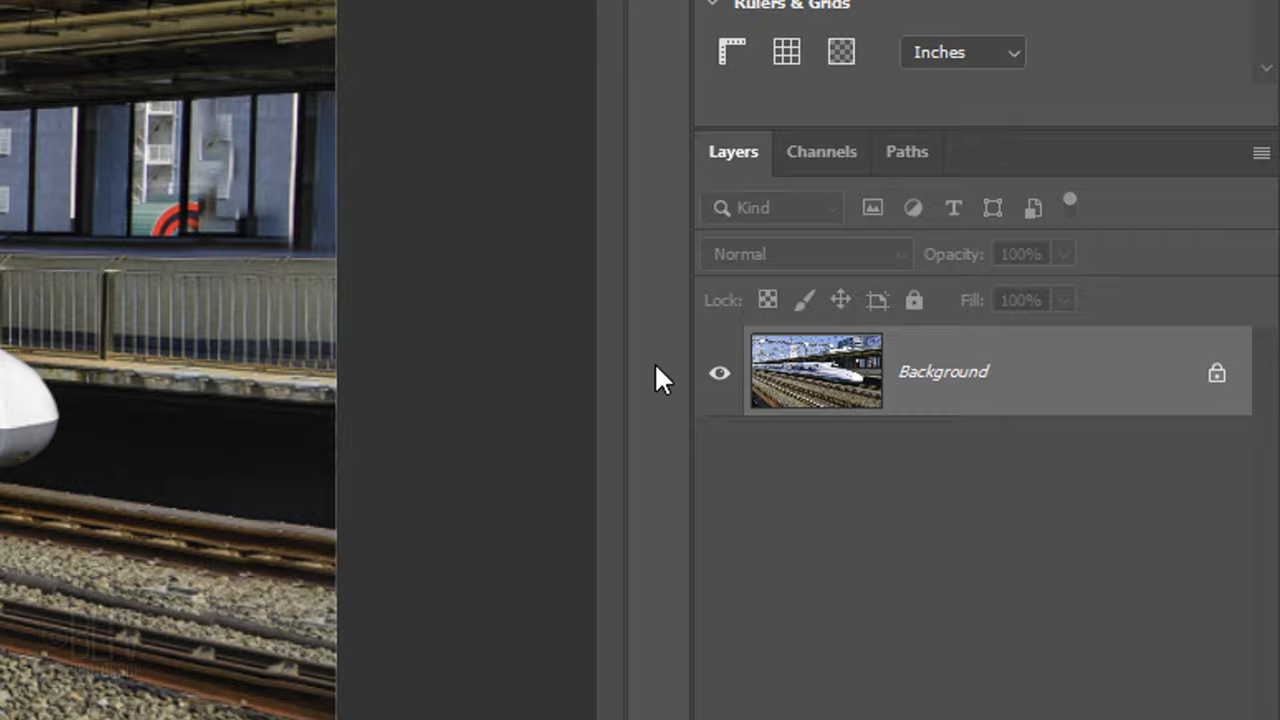 Rulers & Grids
Inches
Layers Channels Paths
Kind
Normal Opacity: 100%
Lock: Fill: 100%
Background